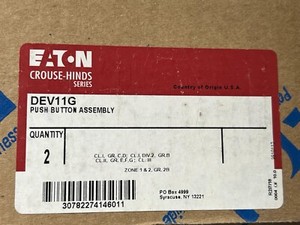 EATON
CROUSE-HINDS
SERIES
Country of Origin U.S.A.
DEV11G
PUSH BUTTON ASSEMBLY
QUANTITY
2
CL.I, GR. C,D; CL.I DIV.2, GR.B
CL.II, GR. E,F,G; CL. III
ZONE 1 & 2, GR. 2B
30782274146011
PO Box 4999
Syracuse, NY 13221